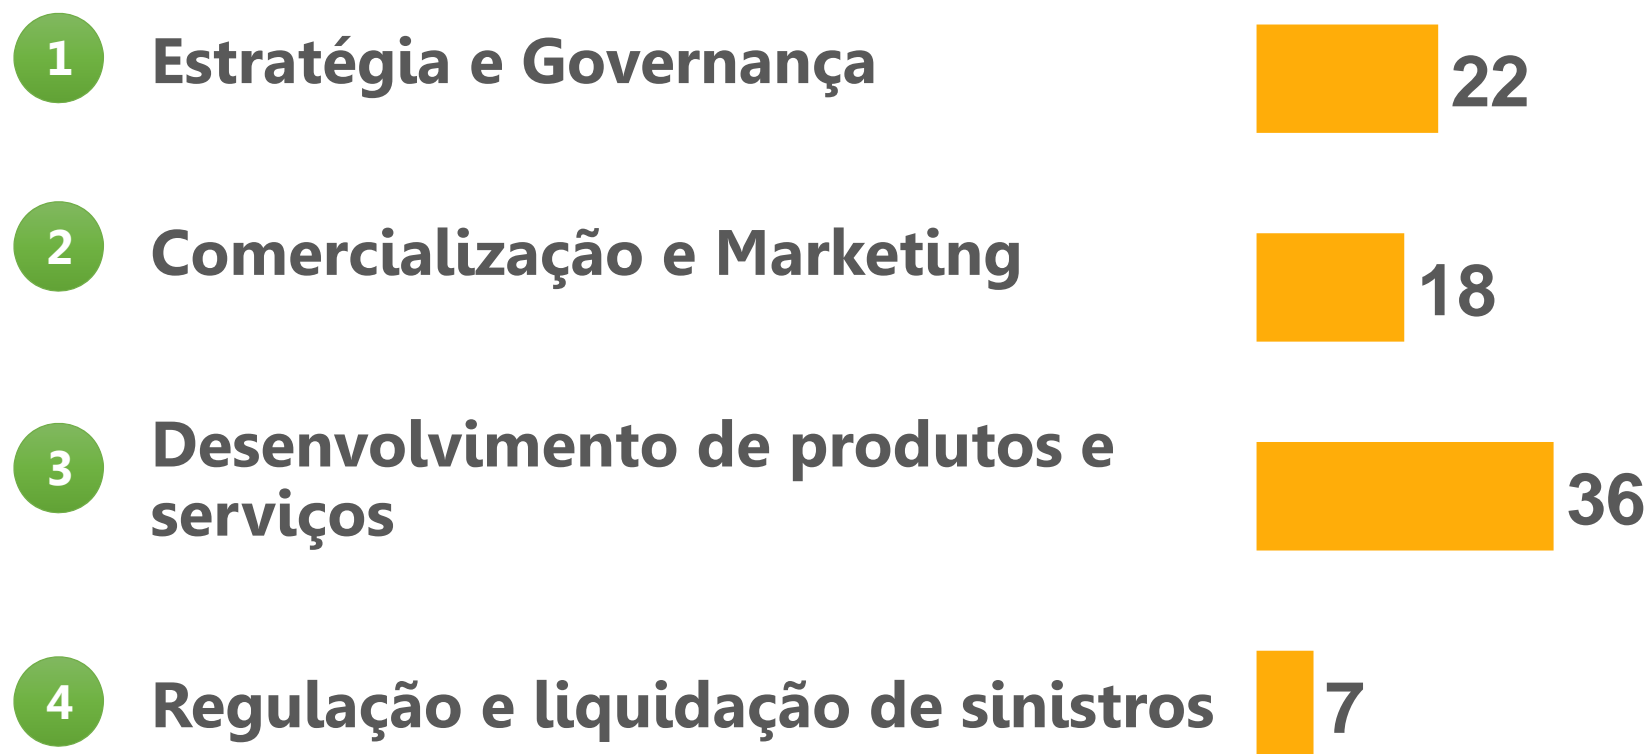 1 Estratégia e Governança 22
2 Comercialização e Marketing 18
3 Desenvolvimento de produtos e
serviços 36
4 Regulação e liquidação de sinistros 7